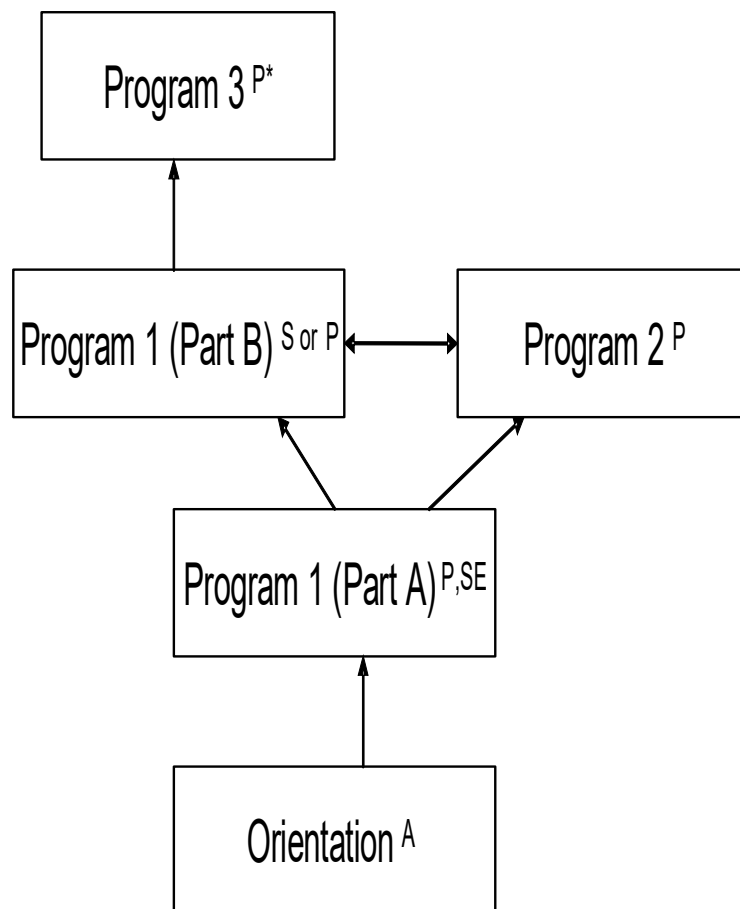 Program 3 P*
Program 1 (Part B) S or P
Program 2 P
Program 1 (Part A) P,SE
Orientation A